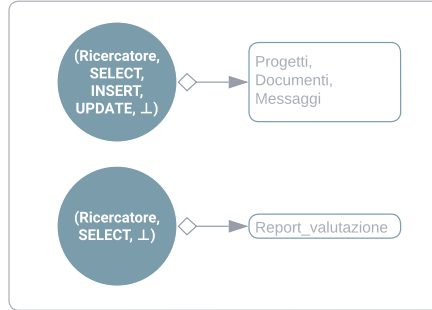 (Ricercatore,
SELECT,
INSERT,
UPDATE, ⊥)
Progetti,
Documenti,
Messaggi
(Ricercatore,
SELECT, ⊥)
Report_valutazione